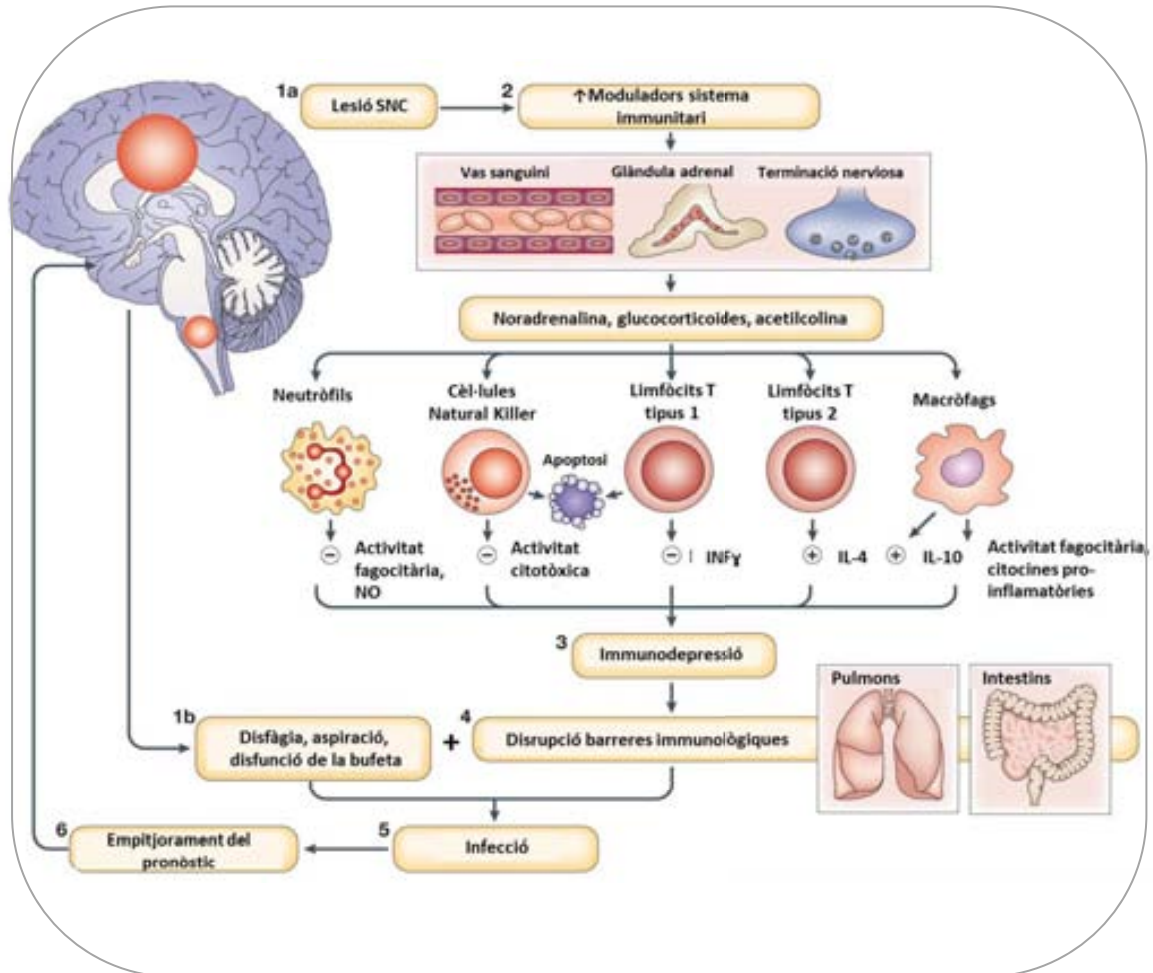 1a
Lesió SNC
2
↑Moduladors sistema
immunitari
Vas sanguini
Glàndula adrenal
Terminació nerviosa
Noradrenalina, glucocorticoides, acetilcolina
Neutròfils
Cèl·lules
Natural Killer
Limfòcits T
tipus 1
Limfòcits T
tipus 2
Macròfags
Apoptosi
−
Activitat
fagocitària,
NO
−
Activitat
citotòxica
−
INFɣ
+
IL-4
+
IL-10
Activitat fagocitària,
citocines pro-
inflamatòries
3
Immunodepressió
1b
Disfàgia, aspiració,
disfunció de la bufeta
+
4
Disrupció barreres immunològiques
Pulmons
Intestins
6
Empitjorament del
pronòstic
5
Infecció